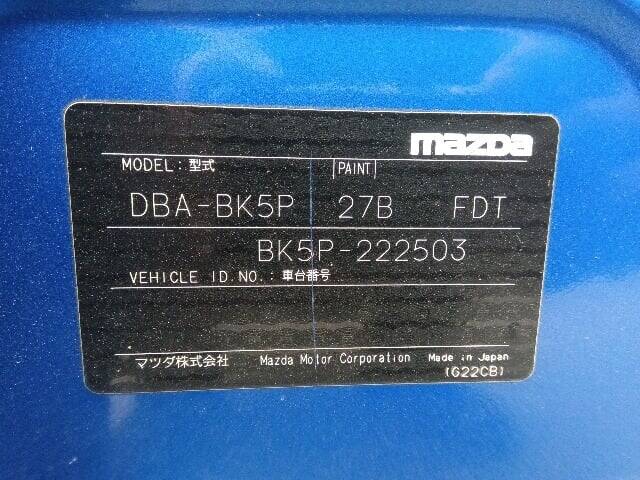 mazda
MODEL: 型式 PAINT
DBA-BK5P 27B FDT
BK5P-222503
VEHICLE ID.NO.: 車台番号
マツダ株式会社 Mazda Motor Corporation Made in Japan
(G22CB)